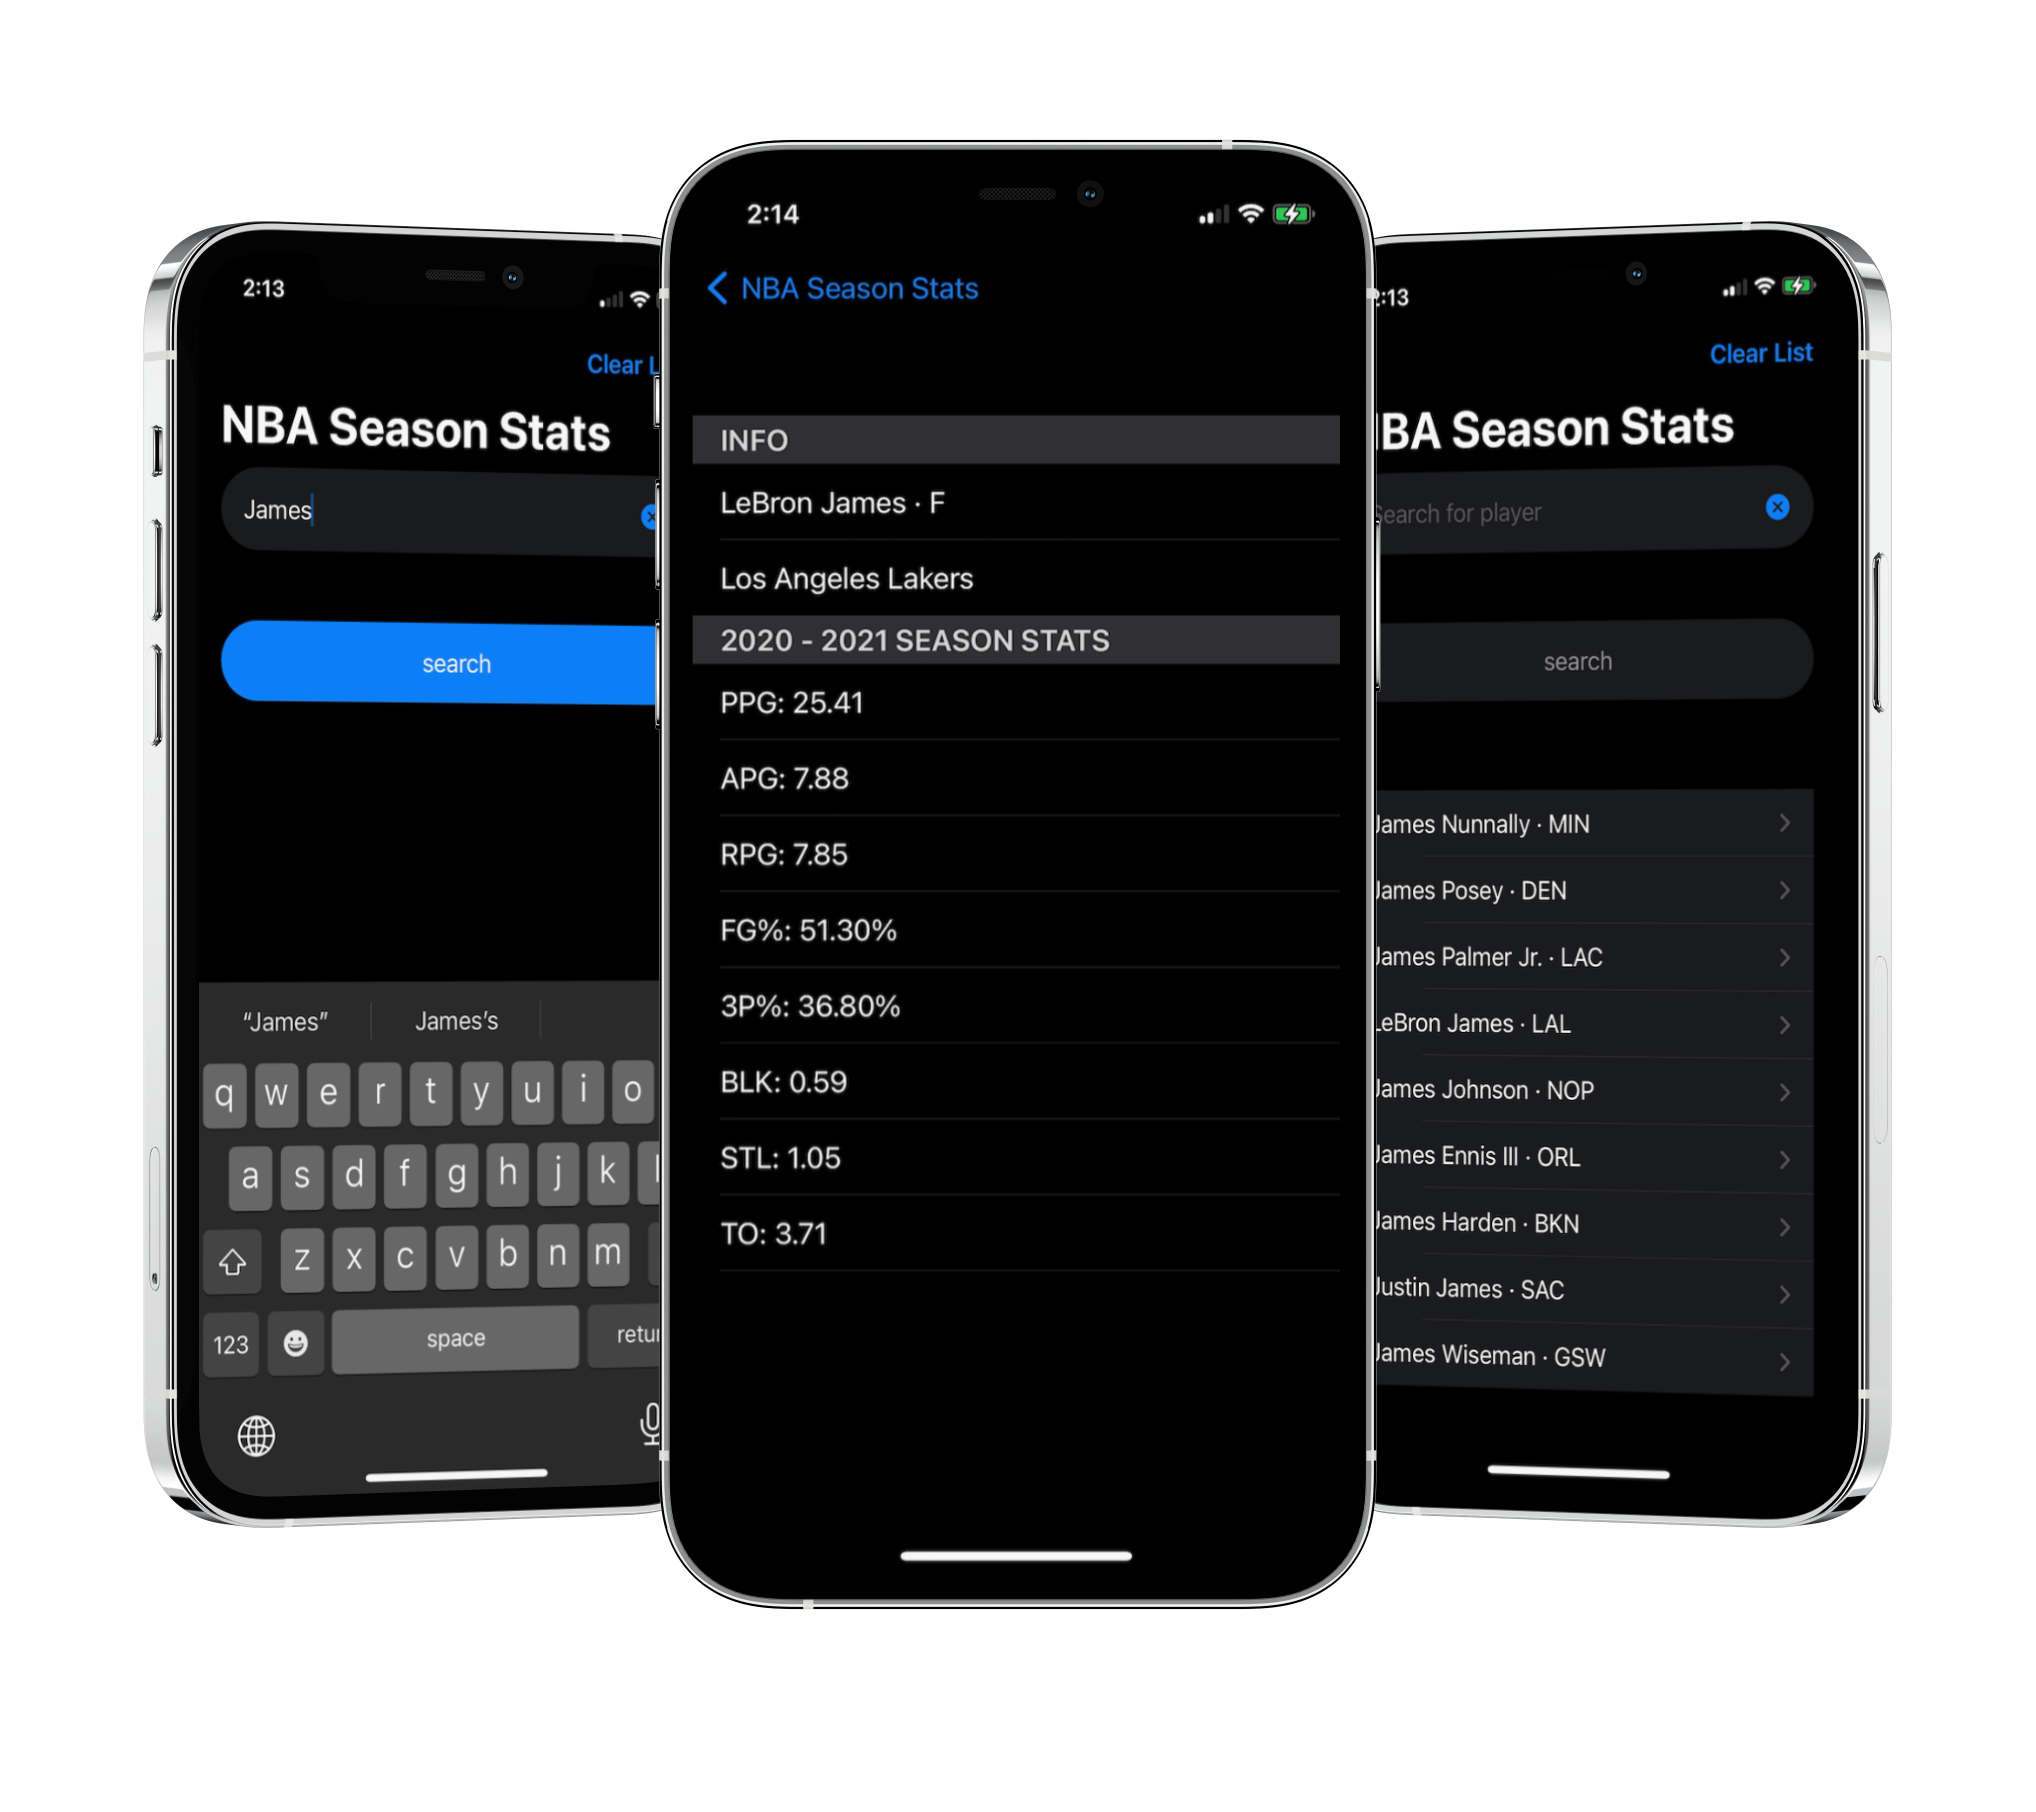 2:13
Clear
NBA Season Stats
James
search
“James”
James’s
q w e r t y u i o
a s d f g h j k l
z x c v b n m
123
space
2:14
NBA Season Stats
INFO
LeBron James · F
Los Angeles Lakers
2020 - 2021 SEASON STATS
PPG: 25.41
APG: 7.88
RPG: 7.85
FG%: 51.30%
3P%: 36.80%
BLK: 0.59
STL: 1.05
TO: 3.71
:13
Clear List
BA Season Stats
Search for player
search
James Nunnally · MIN
James Posey · DEN
James Palmer Jr. · LAC
LeBron James · LAL
James Johnson · NOP
James Ennis III · ORL
James Harden · BKN
Justin James · SAC
James Wiseman · GSW